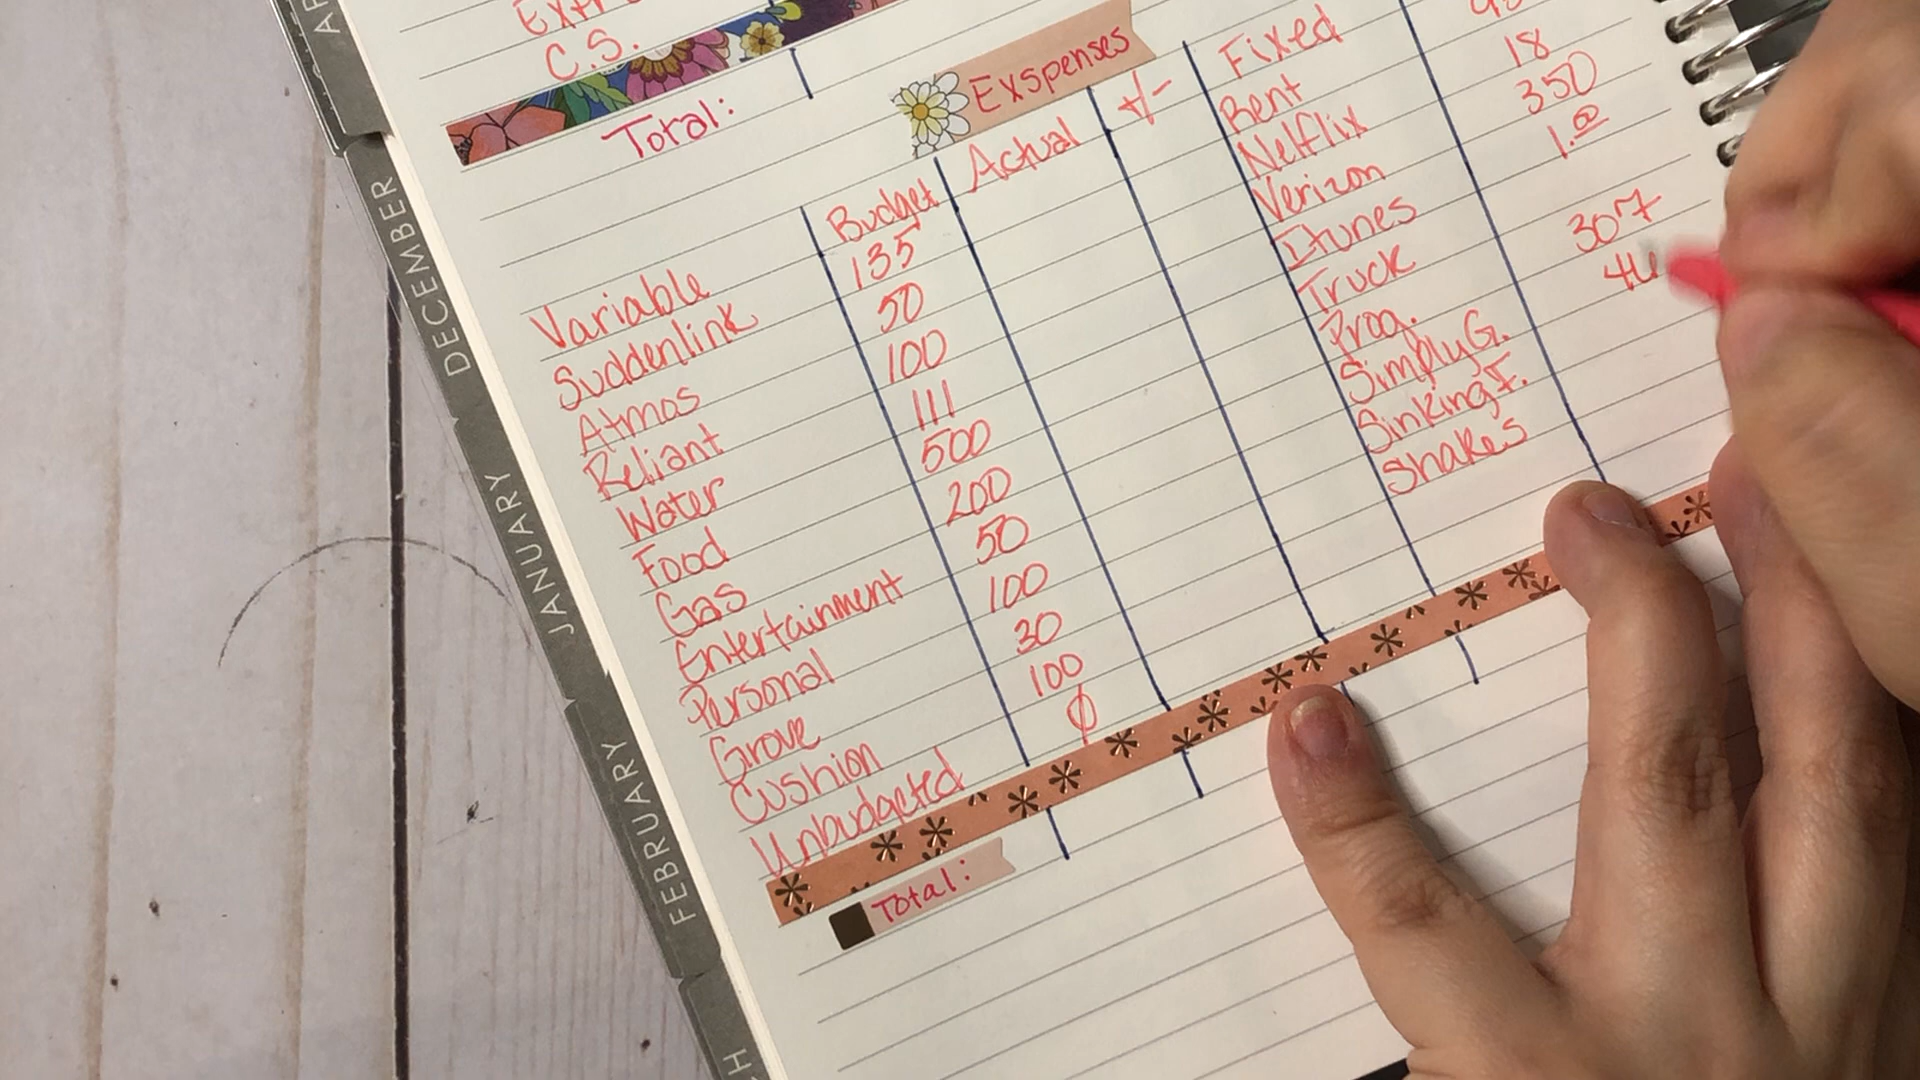 C.S.
Total:
Exspenses
Budget Actual +/-
Variable 135
Suddenlink 50
Atmos 100
Reliant 111
Water 500
Food 200
Gas 50
Entertainment 100
Personal 30
Grove 100
Cushion ∅
Unbudgeted
Total:
Fixed
Rent 18
Netflix 350
Verizon 1.00
Itunes
Truck 307
Prog.
Simply G.
Sinking F.
Shakes
DECEMBER
JANUARY
FEBRUARY